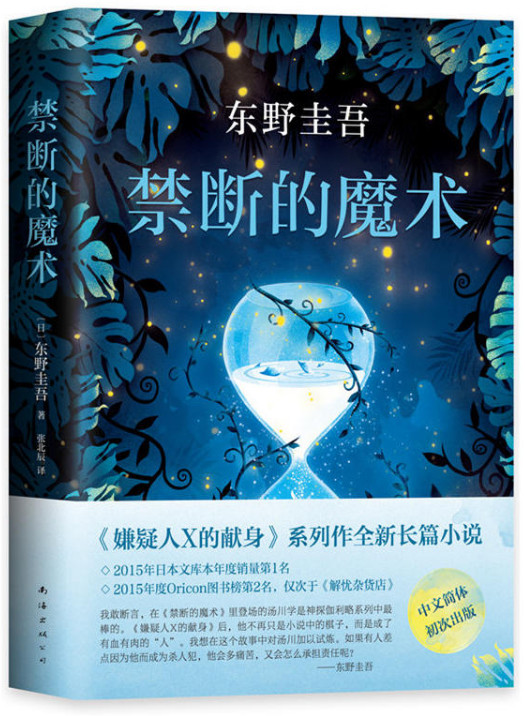 东野圭吾
禁断的魔术
禁断的魔术
［日］东野圭吾 著
张北辰 译
南海出版公司
《嫌疑人X的献身》系列作全新长篇小说
◇2015年日本文库本年度销量第1名
◇2015年度Oricon图书榜第2名，仅次于《解忧杂货店》
中文简体
初次出版
我敢断言，在《禁断的魔术》里登场的汤川学是神探伽利略系列中最
棒的。《嫌疑人X的献身》后，他不再只是小说中的棋子，而是成了
有血有肉的“人”。我想在这个故事中对汤川加以试炼。如果有人差
点因为他而成为杀人犯，他会多痛苦，又会怎么承担责任呢？
——东野圭吾